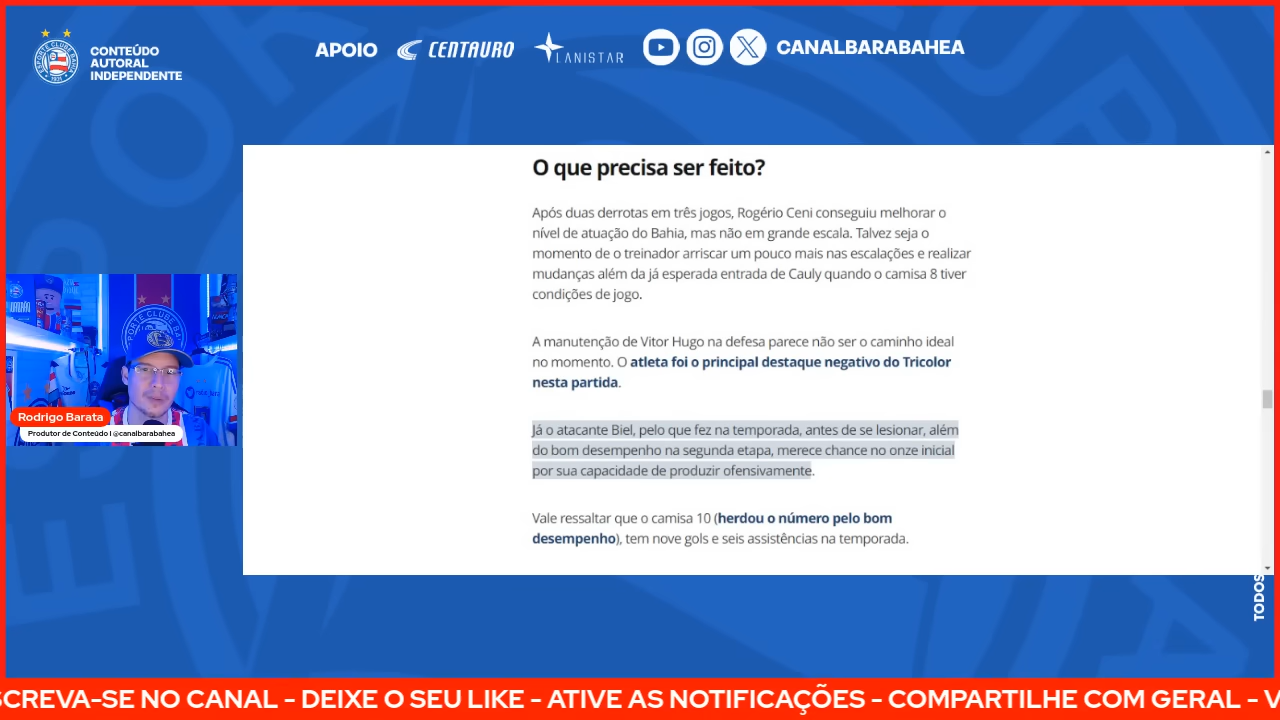 CONTEÚDO
AUTORAL
INDEPENDENTE
APOIO
CENTAURO
LANISTAR
CANALBARABAHEA
O que precisa ser feito?
Após duas derrotas em três jogos, Rogério Ceni conseguiu melhorar o
nível de atuação do Bahia, mas não em grande escala. Talvez seja o
momento de o treinador arriscar um pouco mais nas escalações e realizar
mudanças além da já esperada entrada de Cauly quando o camisa 8 tiver
condições de jogo.
A manutenção de Vitor Hugo na defesa parece não ser o caminho ideal
no momento. O atleta foi o principal destaque negativo do Tricolor
nesta partida.
Já o atacante Biel, pelo que fez na temporada, antes de se lesionar, além
do bom desempenho na segunda etapa, merece chance no onze inicial
por sua capacidade de produzir ofensivamente.
Vale ressaltar que o camisa 10 (herdou o número pelo bom
desempenho), tem nove gols e seis assistências na temporada.
Rodrigo Barata
Produtor de Conteúdo | @canalbarabahea
TODOS
SCREVA-SE NO CANAL - DEIXE O SEU LIKE - ATIVE AS NOTIFICAÇÕES - COMPARTILHE COM GERAL - V